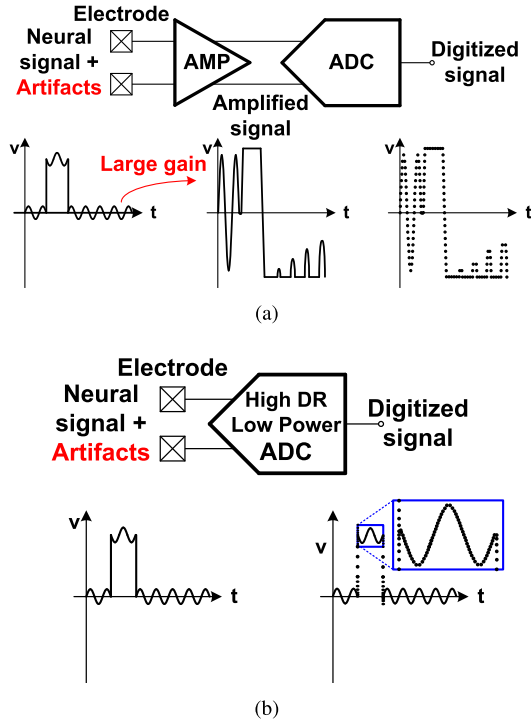 Electrode
Neural
signal +
Artifacts
AMP
ADC
Digitized
signal
Amplified
signal
v
Large gain
t
v
t
v
t
(a)
Electrode
Neural
signal +
Artifacts
High DR
Low Power
ADC
Digitized
signal
v
t
v
t
(b)